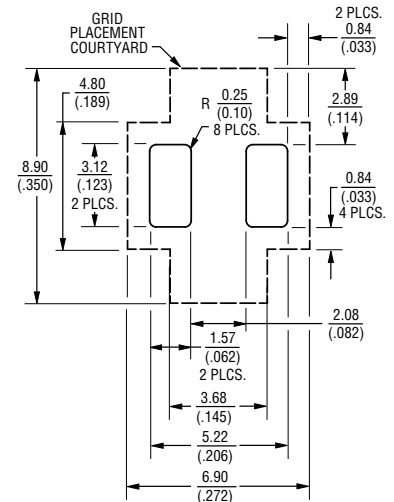 GRID
PLACEMENT
COURTYARD
2 PLCS.
0.84
(.033)
4.80
(.189)
R 0.25
(0.10)
8 PLCS.
2.89
(.114)
8.90
(.350)
3.12
(.123)
2 PLCS.
0.84
(.033)
4 PLCS.
2.08
(.082)
1.57
(.062)
2 PLCS.
3.68
(.145)
5.22
(.206)
6.90
(.272)